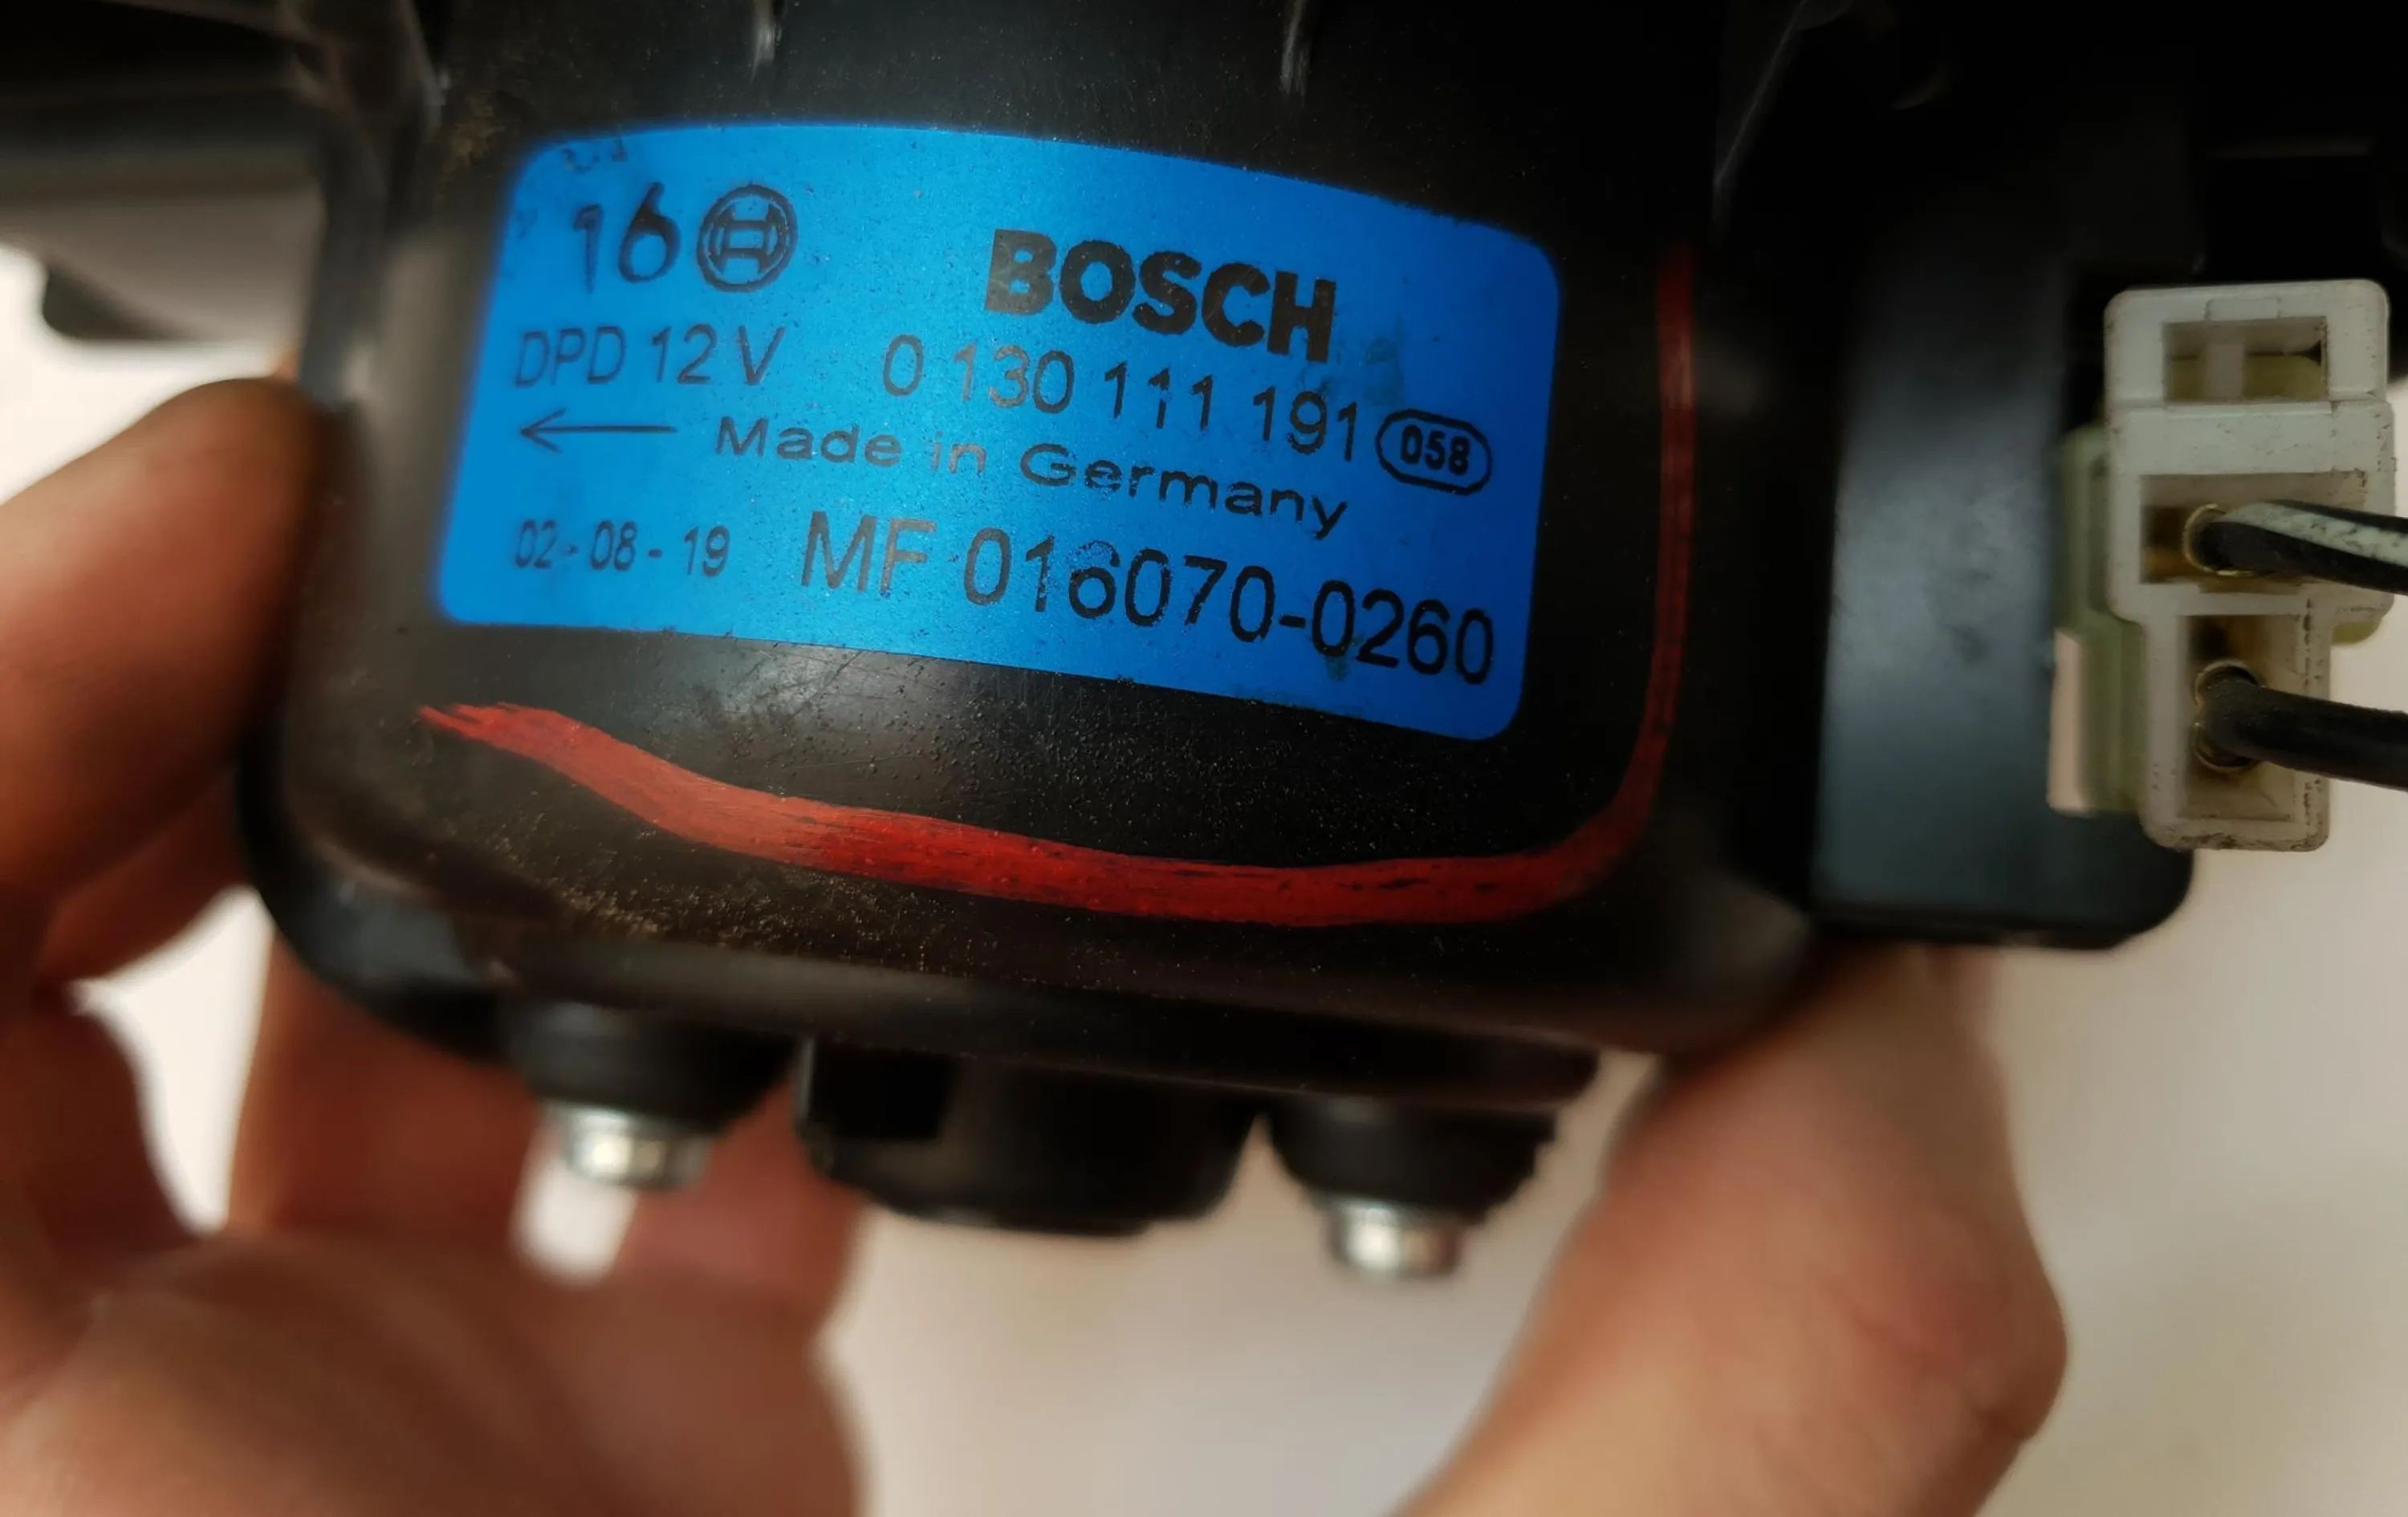 16
BOSCH
DPD 12 V 0 130 111 191 058
← Made in Germany
02-08-19 MF 016070-0260